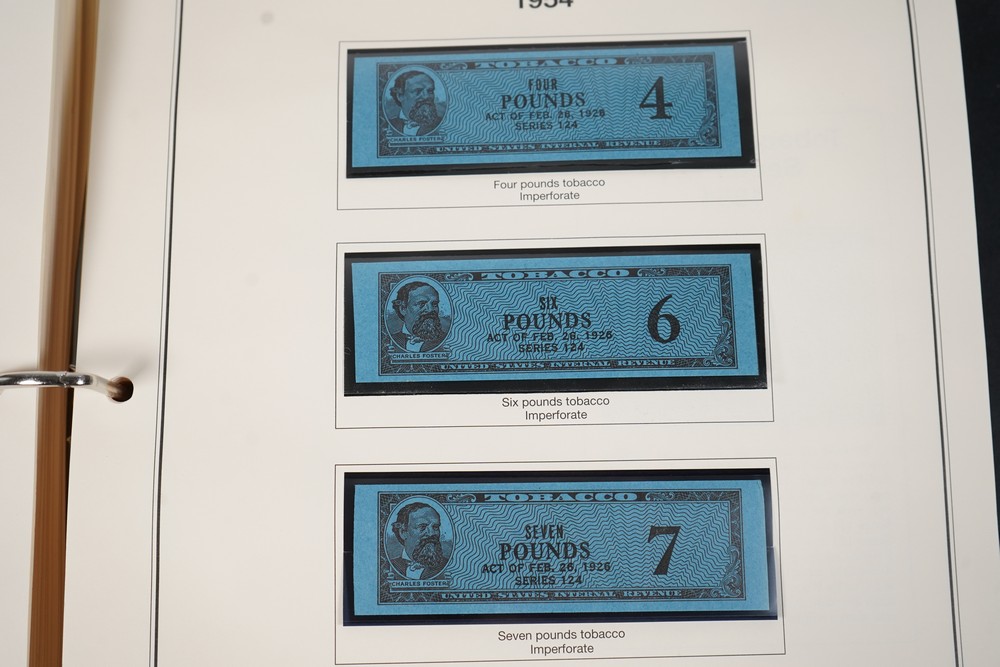 1954
TOBACCO
FOUR
POUNDS
4
ACT OF FEB. 26, 1926
SERIES 124
CHARLES FOSTER
UNITED STATES INTERNAL REVENUE
Four pounds tobacco
Imperforate
TOBACCO
SIX
POUNDS
6
ACT OF FEB. 26, 1926
SERIES 124
CHARLES FOSTER
UNITED STATES INTERNAL REVENUE
Six pounds tobacco
Imperforate
TOBACCO
SEVEN
POUNDS
7
ACT OF FEB. 26, 1926
SERIES 124
CHARLES FOSTER
UNITED STATES INTERNAL REVENUE
Seven pounds tobacco
Imperforate